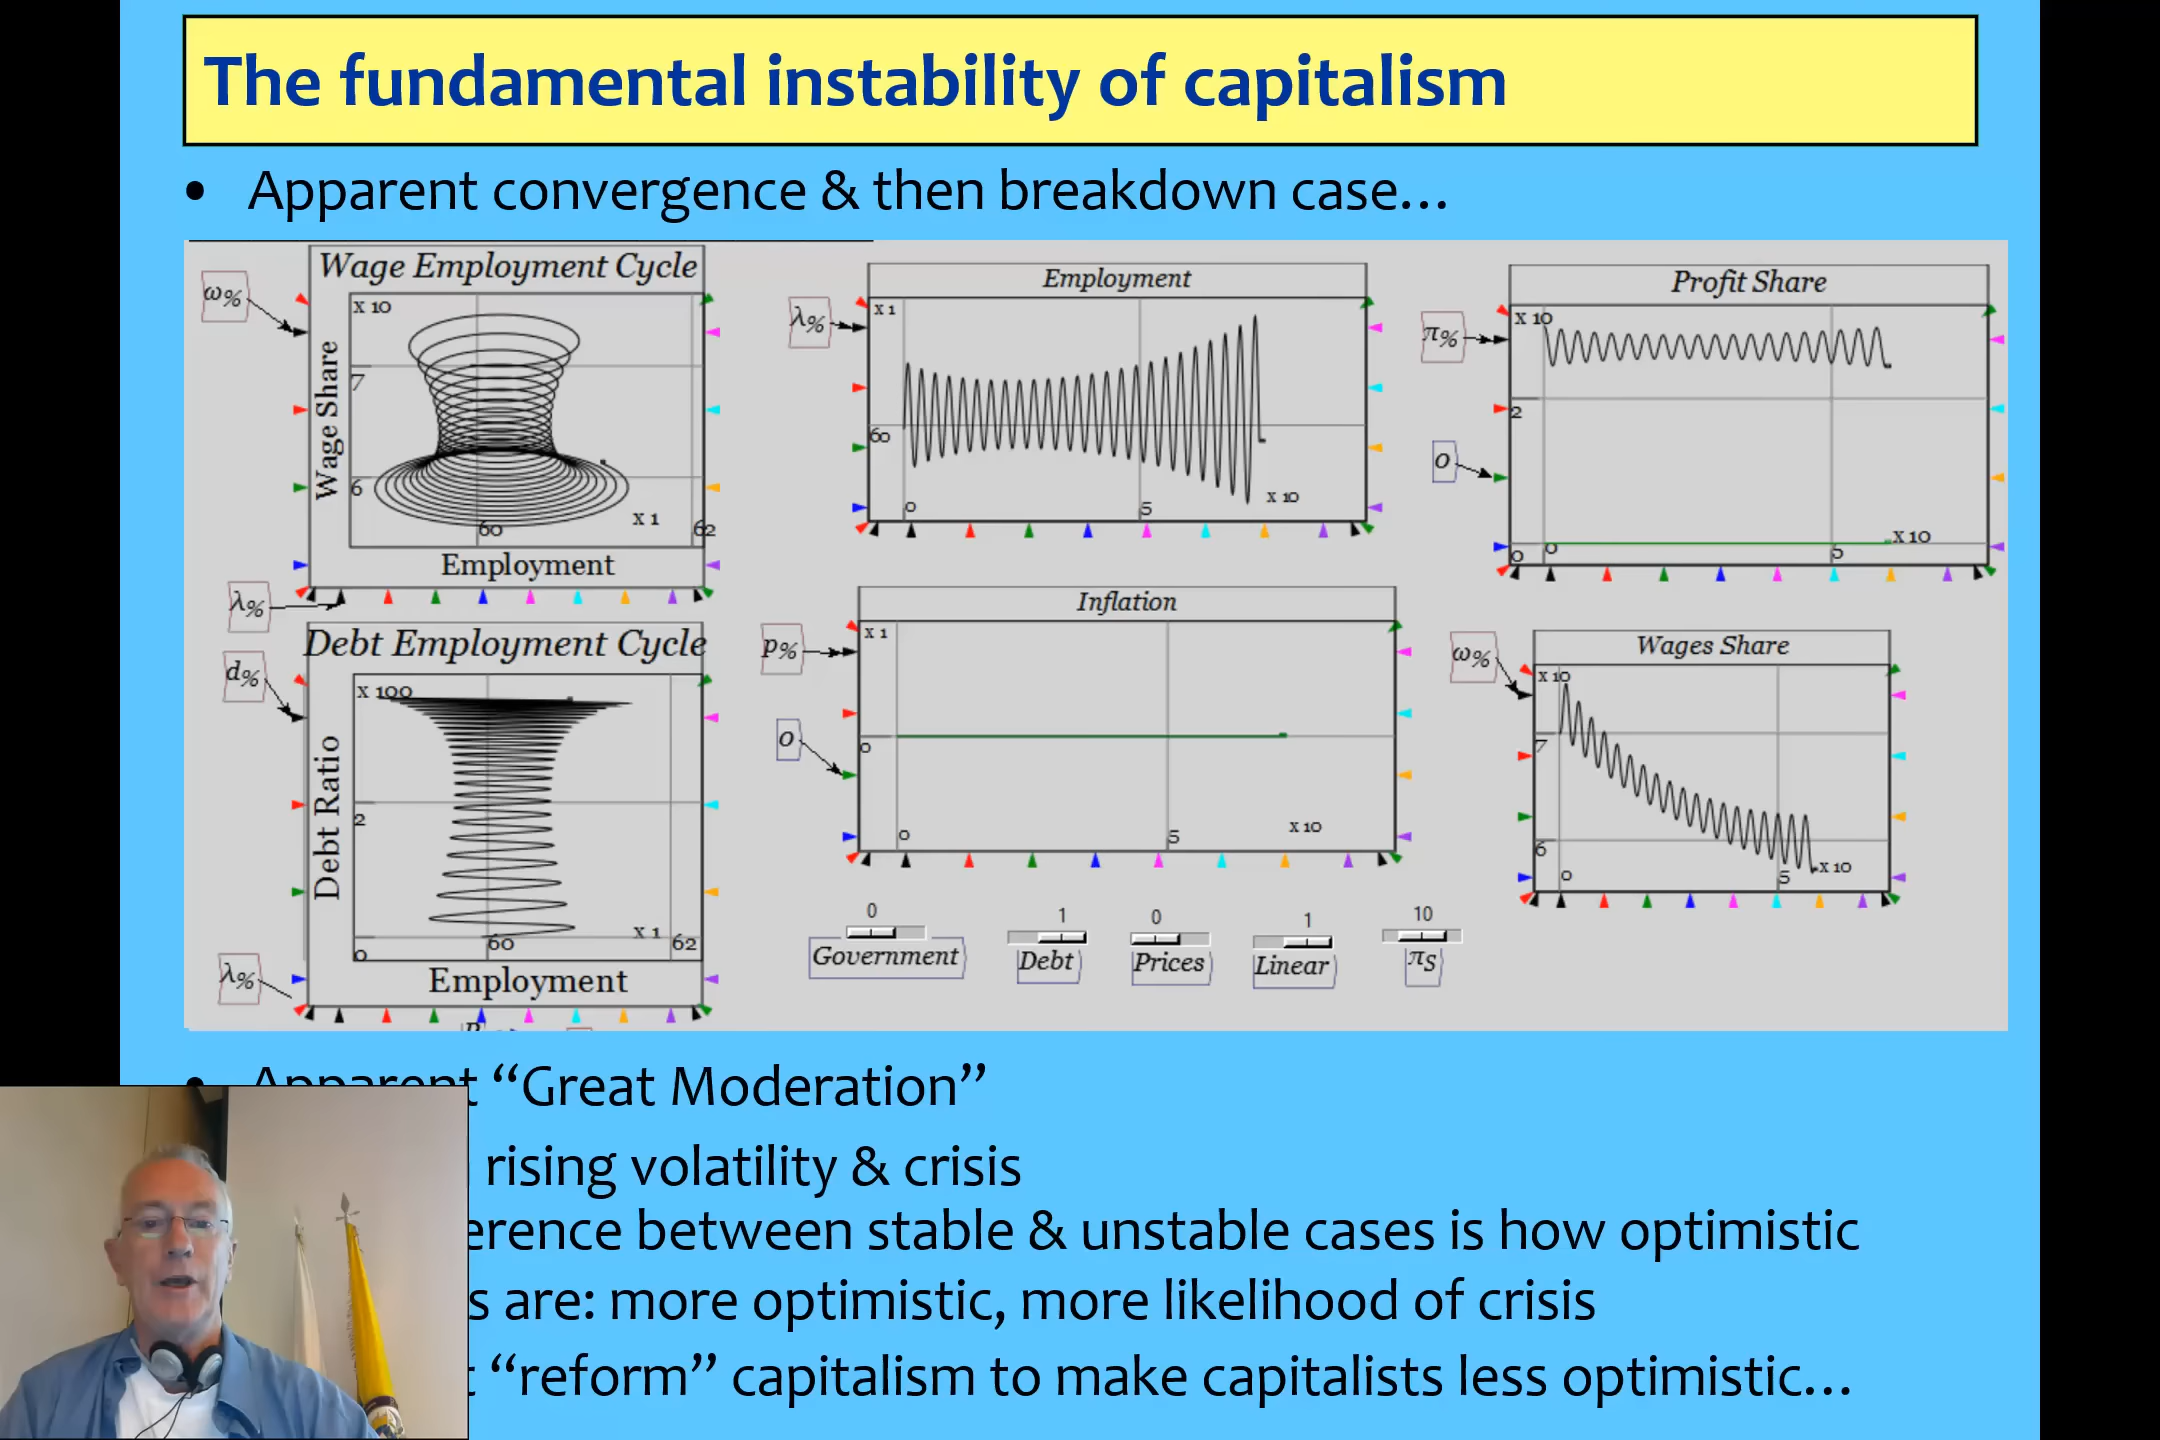 The fundamental instability of capitalism
• Apparent convergence & then breakdown case…
Wage Employment Cycle
ω%
x 10
7
6
Wage Share
60
x 1
62
Employment
λ%
Employment
λ%
x 1
60
0
5
x 10
Profit Share
π%
x 10
2
0
0
0
5
x 10
Debt Employment Cycle
d%
x 100
2
0
Debt Ratio
60
x 1
62
Employment
λ%
Inflation
p%
x 1
0
0
0
5
x 10
Wages Share
ω%
x 10
7
6
0
5
x 10
0
1
0
1
10
Government
Debt
Prices
Linear
πS
• Apparent “Great Moderation”
rising volatility & crisis
between stable & unstable cases is how optimistic
are: more optimistic, more likelihood of crisis
“reform” capitalism to make capitalists less optimistic…